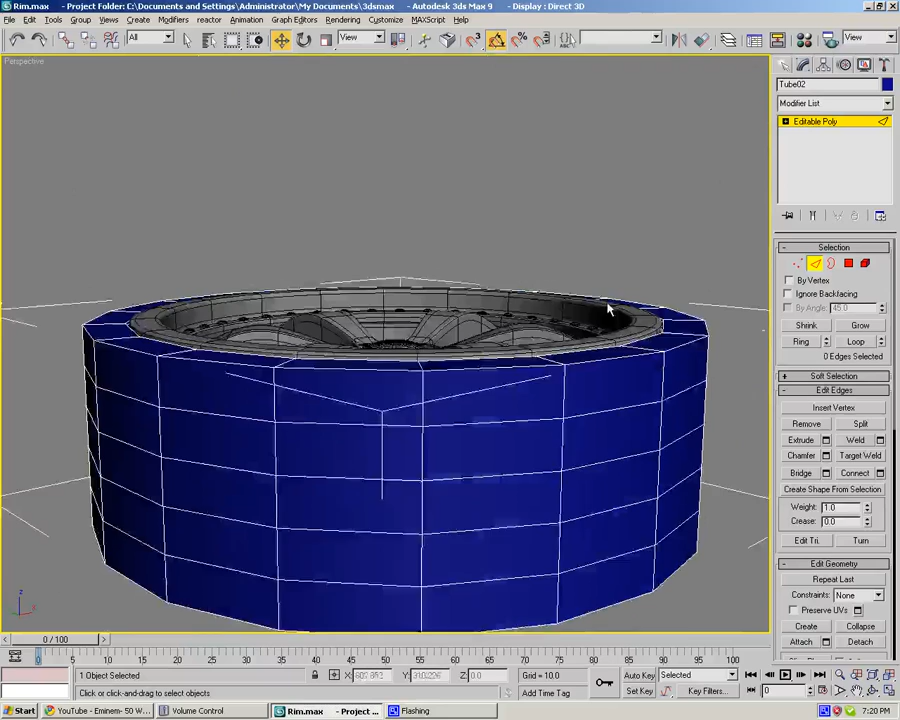 Rim.max - Project Folder: C:\Documents and Settings\Administrator\My Documents\3dsmax - Autodesk 3ds Max 9 - Display : Direct 3D
File Edit Tools Group Views Create Modifiers reactor Animation Graph Editors Rendering Customize MAXScript Help
All View View
Perspective
Tube02
Modifier List
Editable Poly
Selection
By Vertex
Ignore Backfacing
By Angle: 45.0
Shrink Grow
Ring Loop
0 Edges Selected
Soft Selection
Edit Edges
Insert Vertex
Remove Split
Extrude Weld
Chamfer Target Weld
Bridge Connect
Create Shape From Selection
Weight: 1.0
Crease: 0.0
Edit Tri. Turn
Edit Geometry
Repeat Last
Constraints: None
Preserve UVs
Create Collapse
Attach Detach
z
x
0 / 100
0 5 10 15 20 25 30 35 40 45 50 55 60 65 70 75 80 85 90 95 100
1 Object Selected X: Y: Z: 0.0 Grid = 10.0 Auto Key Selected
Click or click-and-drag to select objects Add Time Tag Set Key Key Filters... 0
Start YouTube - Eminem- 50 W... Volume Control Rim.max - Project ... Flashing 7:20 PM